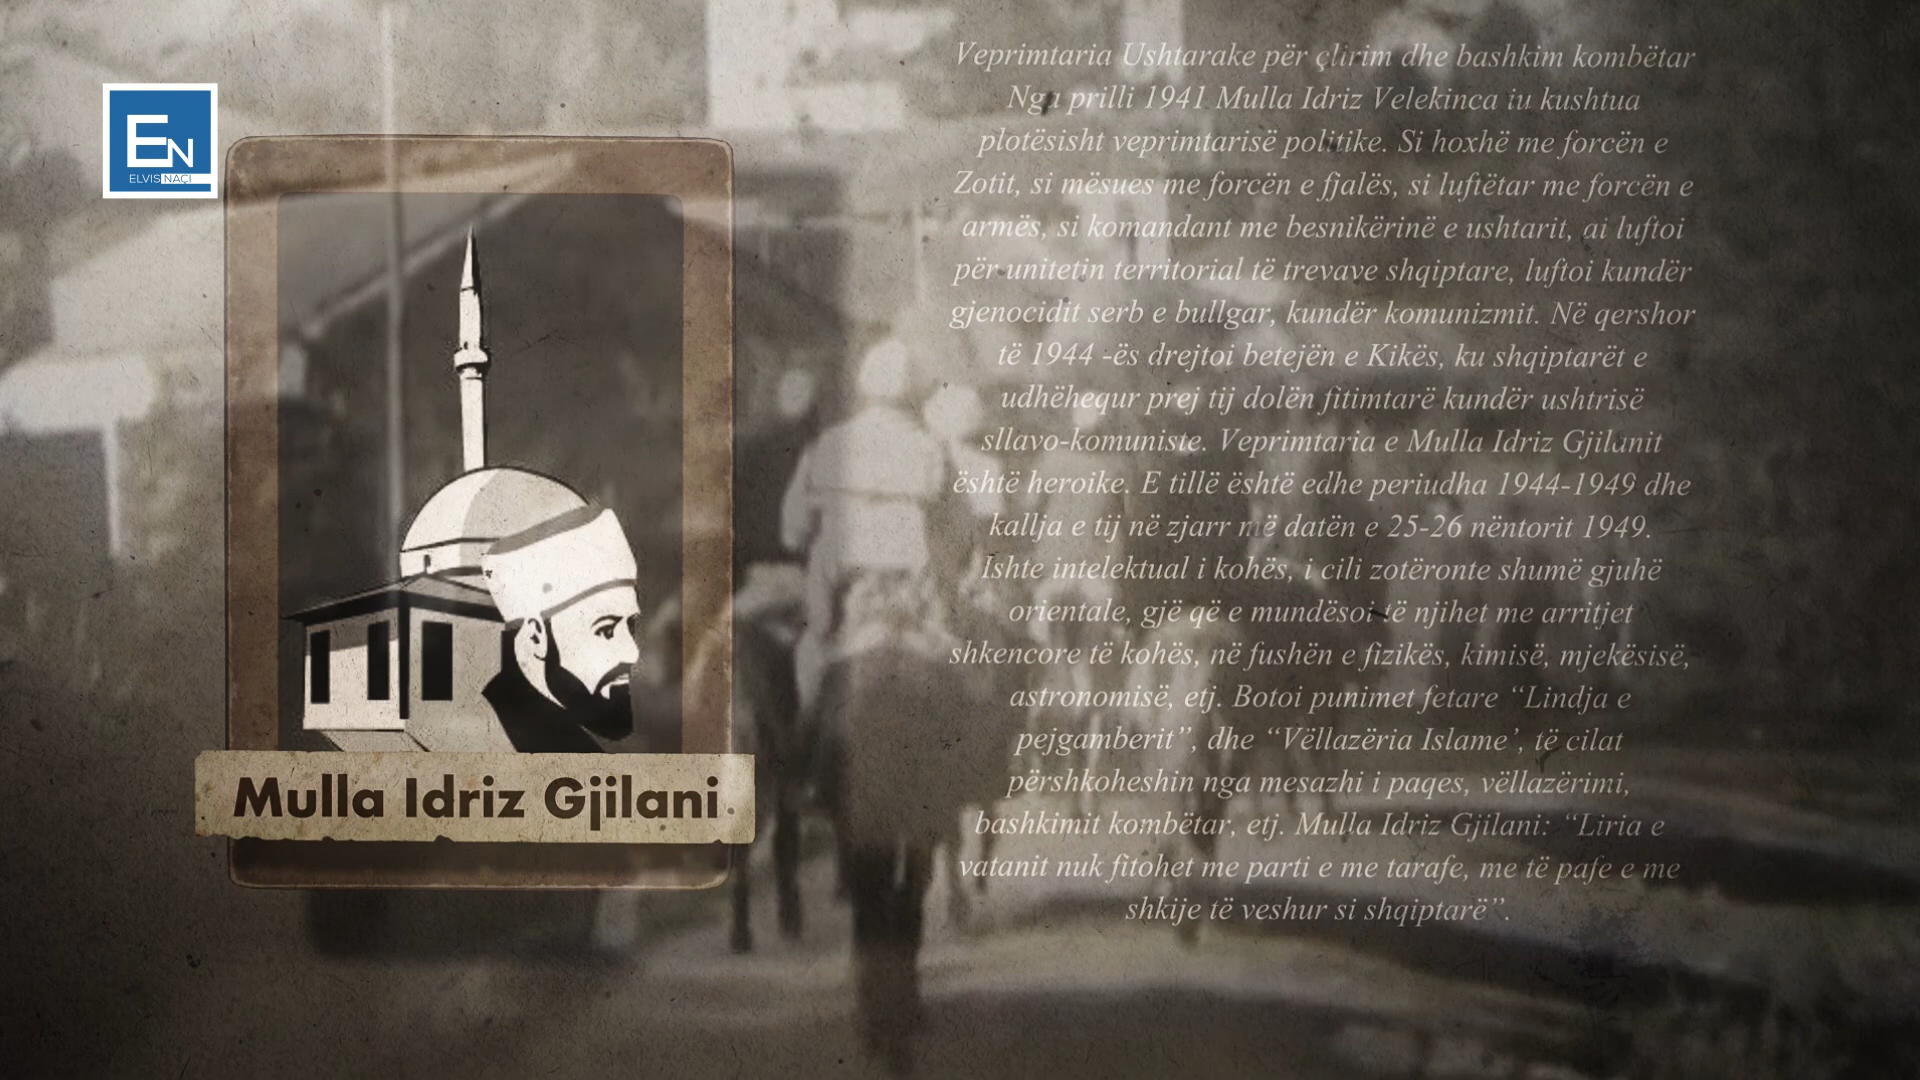 EN
ELVIS NAÇI
Mulla Idriz Gjilani
Veprimtaria Ushtarake për çlirim dhe bashkim kombëtar
Nga prilli 1941 Mulla Idriz Velekinca iu kushtua
plotësisht veprimtarisë politike. Si hoxhë me forcën e
Zotit, si mësues me forcën e fjalës, si luftëtar me forcën e
armës, si komandant me besnikërinë e ushtarit, ai luftoi
për unitetin territorial të trevave shqiptare, luftoi kundër
gjenocidit serb e bullgar, kundër komunizmit. Në qershor
të 1944 -ës drejtoi betejën e Kikës, ku shqiptarët e
udhëhequr prej tij dolën fitimtarë kundër ushtrisë
sllavo-komuniste. Veprimtaria e Mulla Idriz Gjilanit
është heroike. E tillë është edhe periudha 1944-1949 dhe
kallja e tij në zjarr më datën e 25-26 nëntorit 1949.
Ishte intelektual i kohës, i cili zotëronte shumë gjuhë
orientale, gjë që e mundësoi të njihet me arritjet
shkencore të kohës, në fushën e fizikës, kimisë, mjekësisë,
astronomisë, etj. Botoi punimet fetare “Lindja e
pejgamberit”, dhe “Vëllazëria Islame’, të cilat
përshkoheshin nga mesazhi i paqes, vëllazërimi,
bashkimit kombëtar, etj. Mulla Idriz Gjilani: “Liria e
vatanit nuk fitohet me parti e me tarafe, me të pafe e me
shkije të veshur si shqiptarë”.